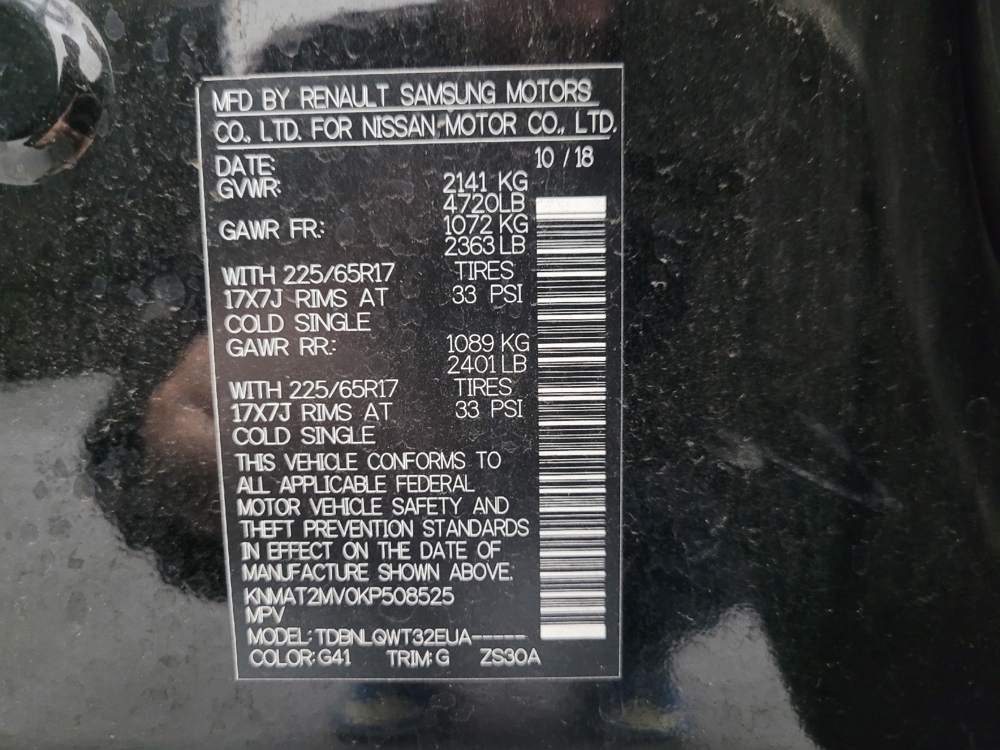 MFD BY RENAULT SAMSUNG MOTORS
CO., LTD. FOR NISSAN MOTOR CO., LTD.
DATE: 10 / 18
GVWR: 2141 KG
4720LB
GAWR FR.: 1072 KG
2363 LB
WITH 225/65R17 TIRES
17X7J RIMS AT 33 PSI
COLD SINGLE
GAWR RR.: 1089 KG
2401 LB
WITH 225/65R17 TIRES
17X7J RIMS AT 33 PSI
COLD SINGLE
THIS VEHICLE CONFORMS TO
ALL APPLICABLE FEDERAL
MOTOR VEHICLE SAFETY AND
THEFT PREVENTION STANDARDS
IN EFFECT ON THE DATE OF
MANUFACTURE SHOWN ABOVE.
KNMAT2MV0KP508525
MPV
MODEL: TDBNLQWT32EUA-----
COLOR: G41 TRIM: G ZS30A